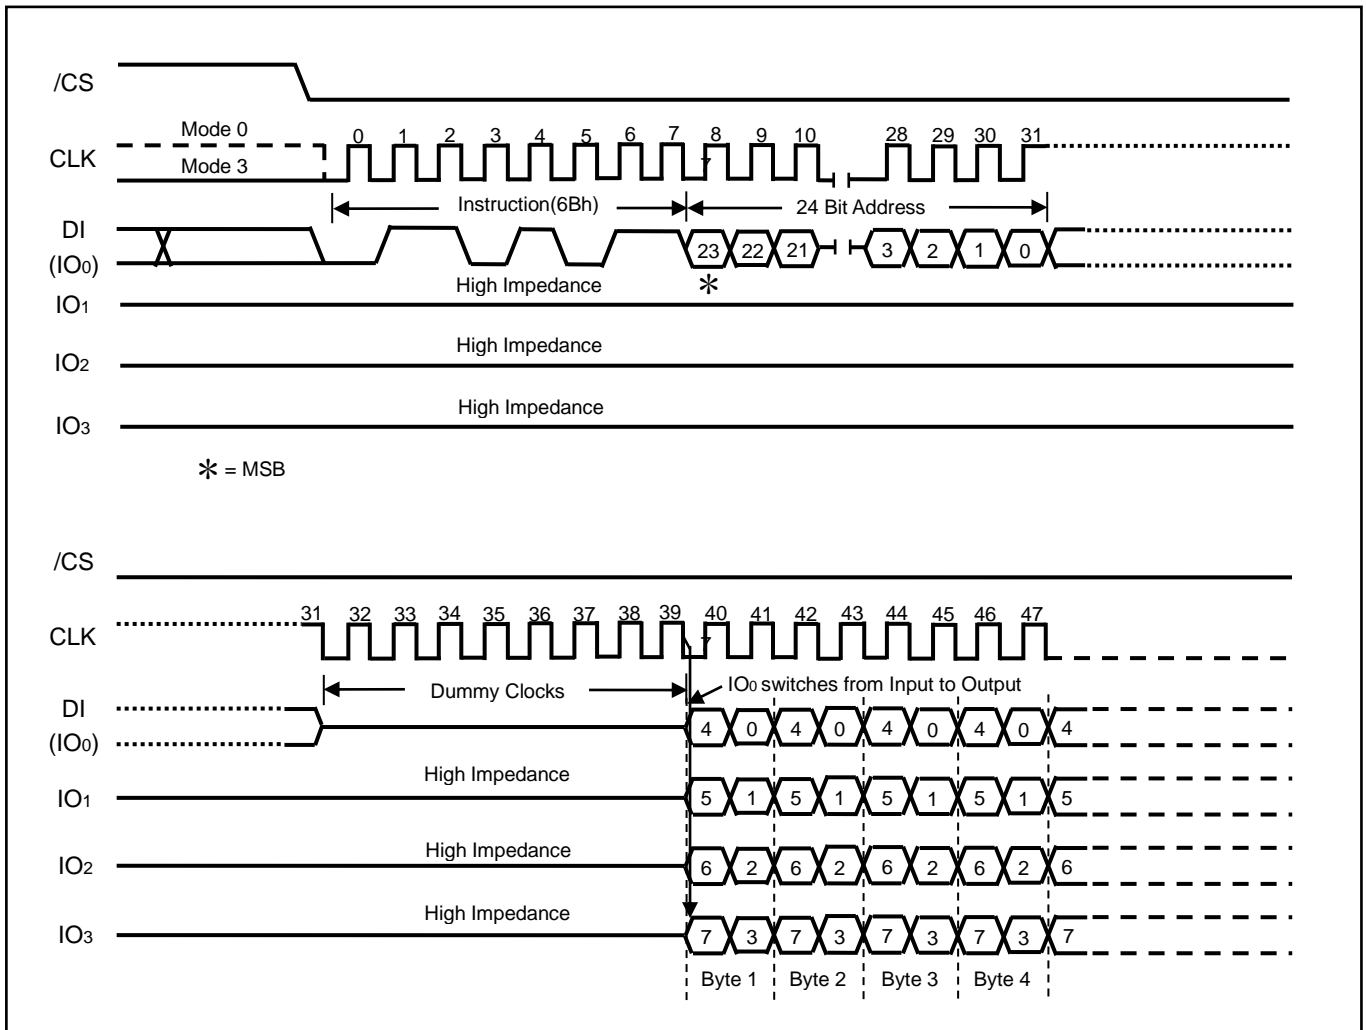 /CS
Mode 0
CLK
Mode 3
0 1 2 3 4 5 6 7 8 9 10 28 29 30 31
7
Instruction(6Bh) 24 Bit Address
DI
(IO0)
23 22 21 3 2 1 0
High Impedance *
IO1
High Impedance
IO2
High Impedance
IO3
* = MSB
/CS
31 32 33 34 35 36 37 38 39 40 41 42 43 44 45 46 47
CLK
7
Dummy Clocks
IO0 switches from Input to Output
DI
(IO0)
4 0 4 0 4 0 4 0 4
High Impedance
IO1
5 1 5 1 5 1 5 1 5
High Impedance
IO2
6 2 6 2 6 2 6 2 6
High Impedance
IO3
7 3 7 3 7 3 7 3 7
Byte 1 Byte 2 Byte 3 Byte 4